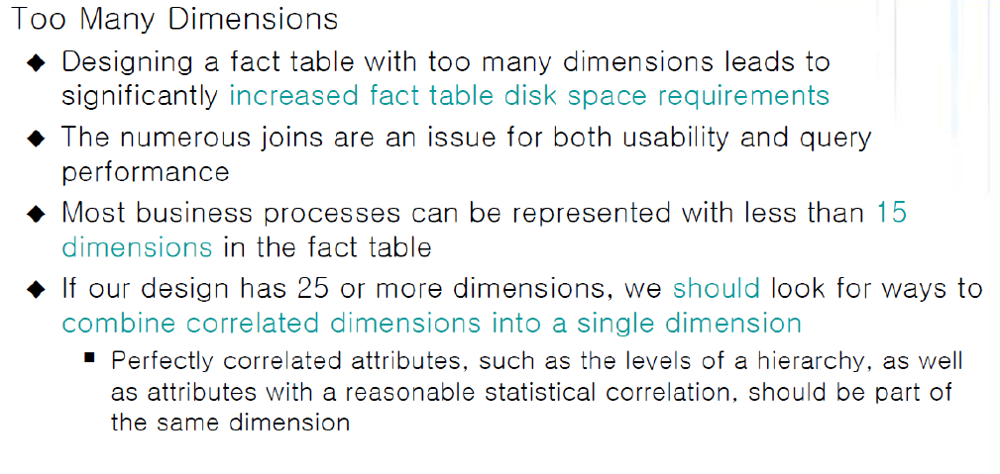 Too Many Dimensions
◆ Designing a fact table with too many dimensions leads to
significantly increased fact table disk space requirements
◆ The numerous joins are an issue for both usability and query
performance
◆ Most business processes can be represented with less than 15
dimensions in the fact table
◆ If our design has 25 or more dimensions, we should look for ways to
combine correlated dimensions into a single dimension
■ Perfectly correlated attributes, such as the levels of a hierarchy, as well
as attributes with a reasonable statistical correlation, should be part of
the same dimension